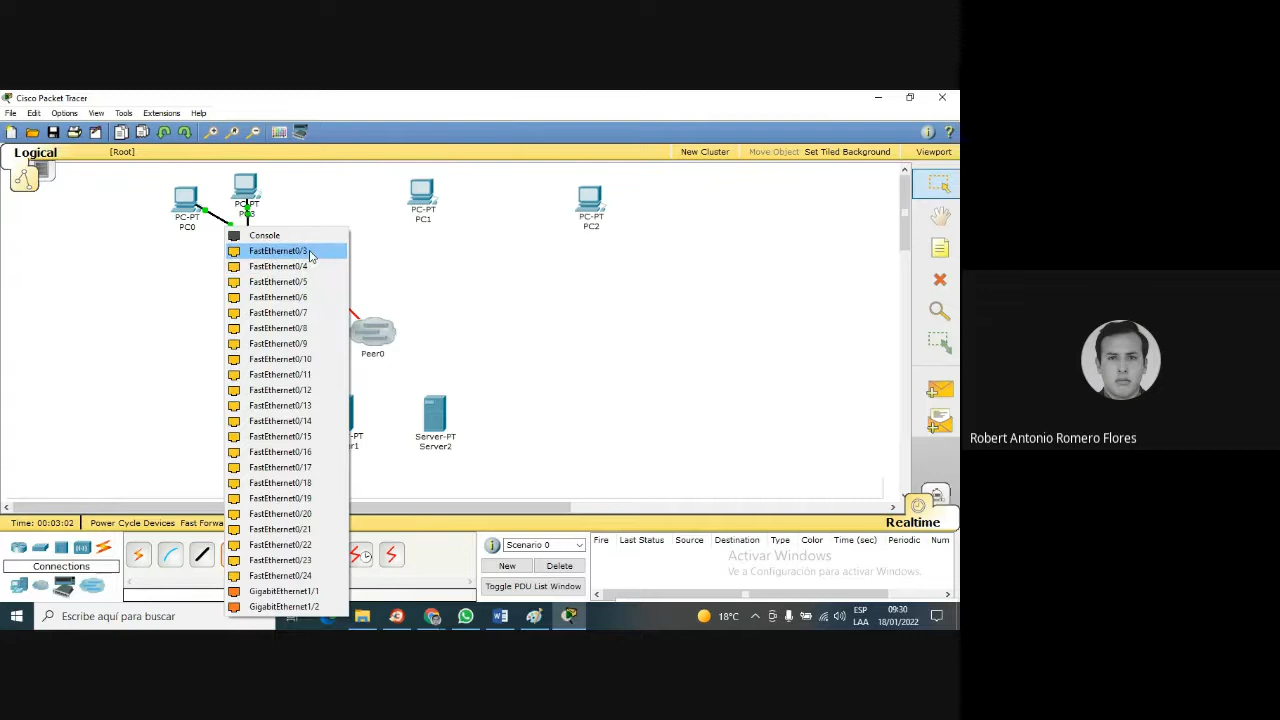 Cisco Packet Tracer
File Edit Options View Tools Extensions Help
Logical [Root] New Cluster Move Object Set Tiled Background Viewport
PC-PT
PC0
PC-PT
PC-PT
PC1
PC-PT
PC2
Console
FastEthernet0/3
FastEthernet0/4
FastEthernet0/5
FastEthernet0/6
FastEthernet0/7
FastEthernet0/8
FastEthernet0/9
FastEthernet0/10
FastEthernet0/11
FastEthernet0/12
FastEthernet0/13
FastEthernet0/14
FastEthernet0/15
FastEthernet0/16
FastEthernet0/17
FastEthernet0/18
FastEthernet0/19
FastEthernet0/20
FastEthernet0/21
FastEthernet0/22
FastEthernet0/23
FastEthernet0/24
GigabitEthernet1/1
GigabitEthernet1/2
Peer0
Server-PT
Server2
Robert Antonio Romero Flores
Realtime
Time: 00:03:02 Power Cycle Devices Fast Forwa
Connections
Scenario 0
New Delete
Toggle PDU List Window
Fire Last Status Source Destination Type Color Time (sec) Periodic Num
Activar Windows
Ve a Configuración para activar Windows.
Escribe aquí para buscar
18°C
ESP
LAA
09:30
18/01/2022